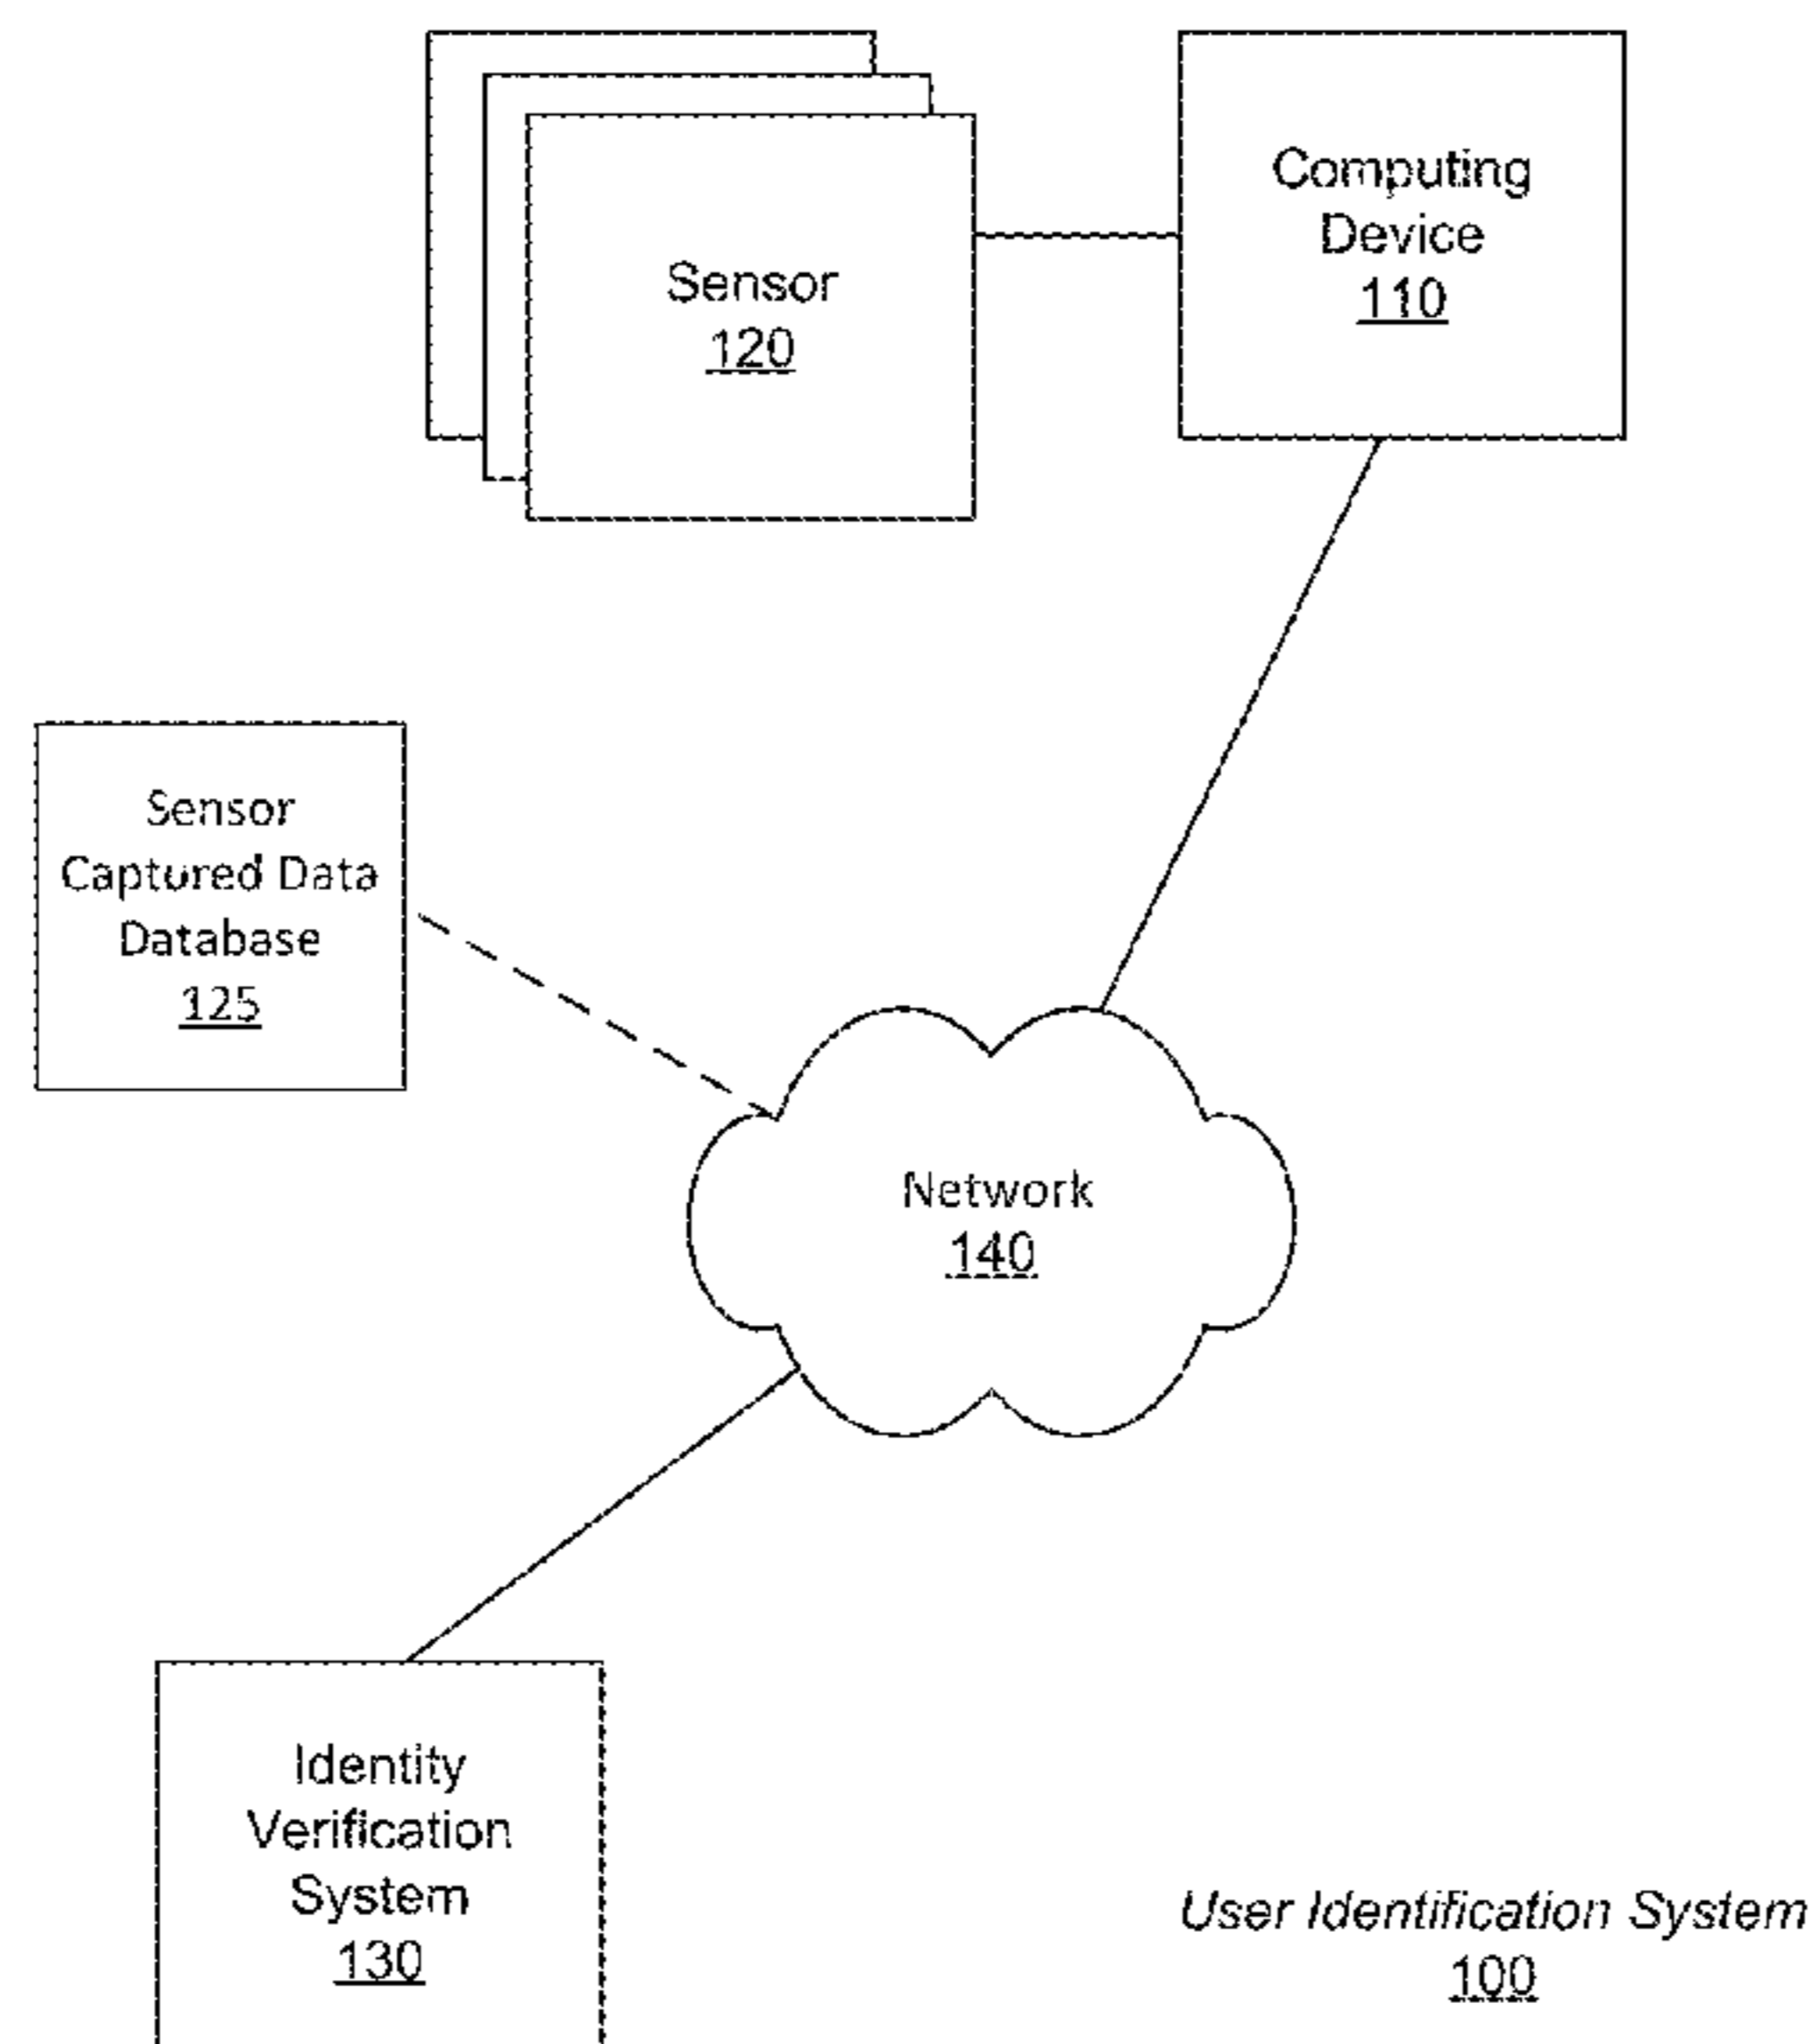 Sensor
120
Computing
Device
110
Sensor
Captured Data
Database
125
Network
140
Identity
Verification
System
130
User Identification System
100